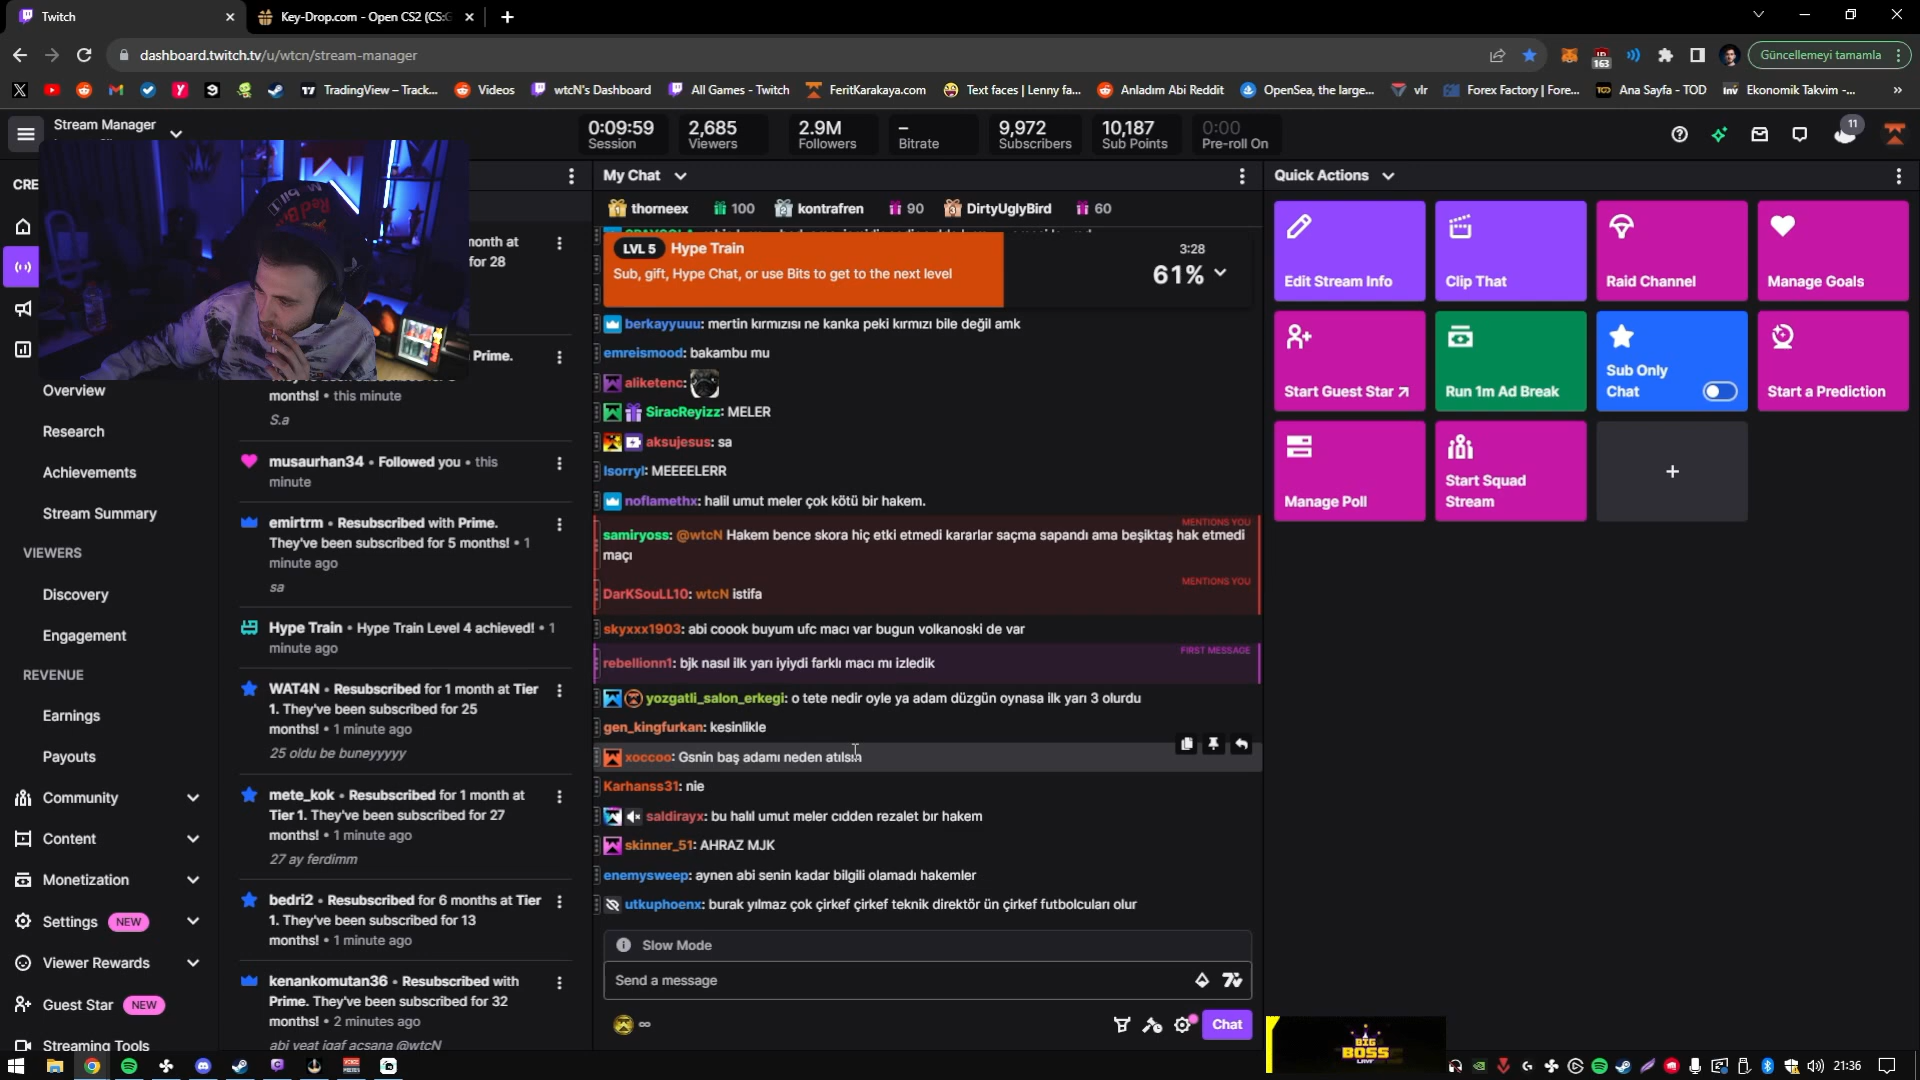 Twitch
Key-Drop.com - Open CS2 (CS:G
dashboard.twitch.tv/u/wtcn/stream-manager
163
Güncellemeyi tamamla
TradingView – Track...
Videos
wtcN's Dashboard
All Games - Twitch
FeritKarakaya.com
Text faces | Lenny fa...
Anladım Abi Reddit
OpenSea, the large...
vlr
Forex Factory | Fore...
Ana Sayfa - TOD
Ekonomik Takvim -...
Stream Manager
0:09:59
Session
2,685
Viewers
2.9M
Followers
–
Bitrate
9,972
Subscribers
10,187
Sub Points
0:00
Pre-roll On
11
CRE
Overview
Research
Achievements
Stream Summary
VIEWERS
Discovery
Engagement
REVENUE
Earnings
Payouts
Community
Content
Monetization
Settings NEW
Viewer Rewards
Guest Star NEW
Streaming Tools
month at
for 28
Prime.
months! • this minute
S.a
musaurhan34 • Followed you • this
minute
emirtrm • Resubscribed with Prime.
They've been subscribed for 5 months! • 1
minute ago
sa
Hype Train • Hype Train Level 4 achieved! • 1
minute ago
WAT4N • Resubscribed for 1 month at Tier
1. They've been subscribed for 25
months! • 1 minute ago
25 oldu be buneyyyyy
mete_kok • Resubscribed for 1 month at
Tier 1. They've been subscribed for 27
months! • 1 minute ago
27 ay ferdimm
bedri2 • Resubscribed for 6 months at Tier
1. They've been subscribed for 13
months! • 1 minute ago
kenankomutan36 • Resubscribed with
Prime. They've been subscribed for 32
months! • 2 minutes ago
abi yeat iqaf acsana @wtcN
My Chat
thorneex 100 kontrafren 90 DirtyUglyBird 60
LVL 5 Hype Train
Sub, gift, Hype Chat, or use Bits to get to the next level
3:28
61%
berkayyuuu: mertin kırmızısı ne kanka peki kırmızı bile değil amk
emreismood: bakambu mu
aliketenc:
SiracReyizz: MELER
aksujesus: sa
lsorryl: MEEEELERR
noflamethx: halil umut meler çok kötü bir hakem.
MENTIONS YOU
samiryoss: @wtcN Hakem bence skora hiç etki etmedi kararlar saçma sapandı ama beşiktaş hak etmedi
maçı
MENTIONS YOU
DarKSouLL10: wtcN istifa
skyxxx1903: abi coook buyum ufc macı var bugun volkanoski de var
FIRST MESSAGE
rebellionn1: bjk nasıl ilk yarı iyiydi farklı macı mı izledik
yozgatli_salon_erkegi: o tete nedir oyle ya adam düzgün oynasa ilk yarı 3 olurdu
gen_kingfurkan: kesinlikle
xoccoo: Gsnin baş adamı neden atılsın
Karhanss31: nie
saldirayx: bu halil umut meler cıdden rezalet bır hakem
skinner_51: AHRAZ MJK
enemysweep: aynen abi senin kadar bilgili olamadı hakemler
utkuphoenx: burak yılmaz çok çirkef çirkef teknik direktör ün çirkef futbolcuları olur
Slow Mode
Send a message
∞
Chat
Quick Actions
Edit Stream Info
Clip That
Raid Channel
Manage Goals
Start Guest Star
Run 1m Ad Break
Sub Only
Chat
Start a Prediction
Manage Poll
Start Squad
Stream
BIG
BOSS
21:36